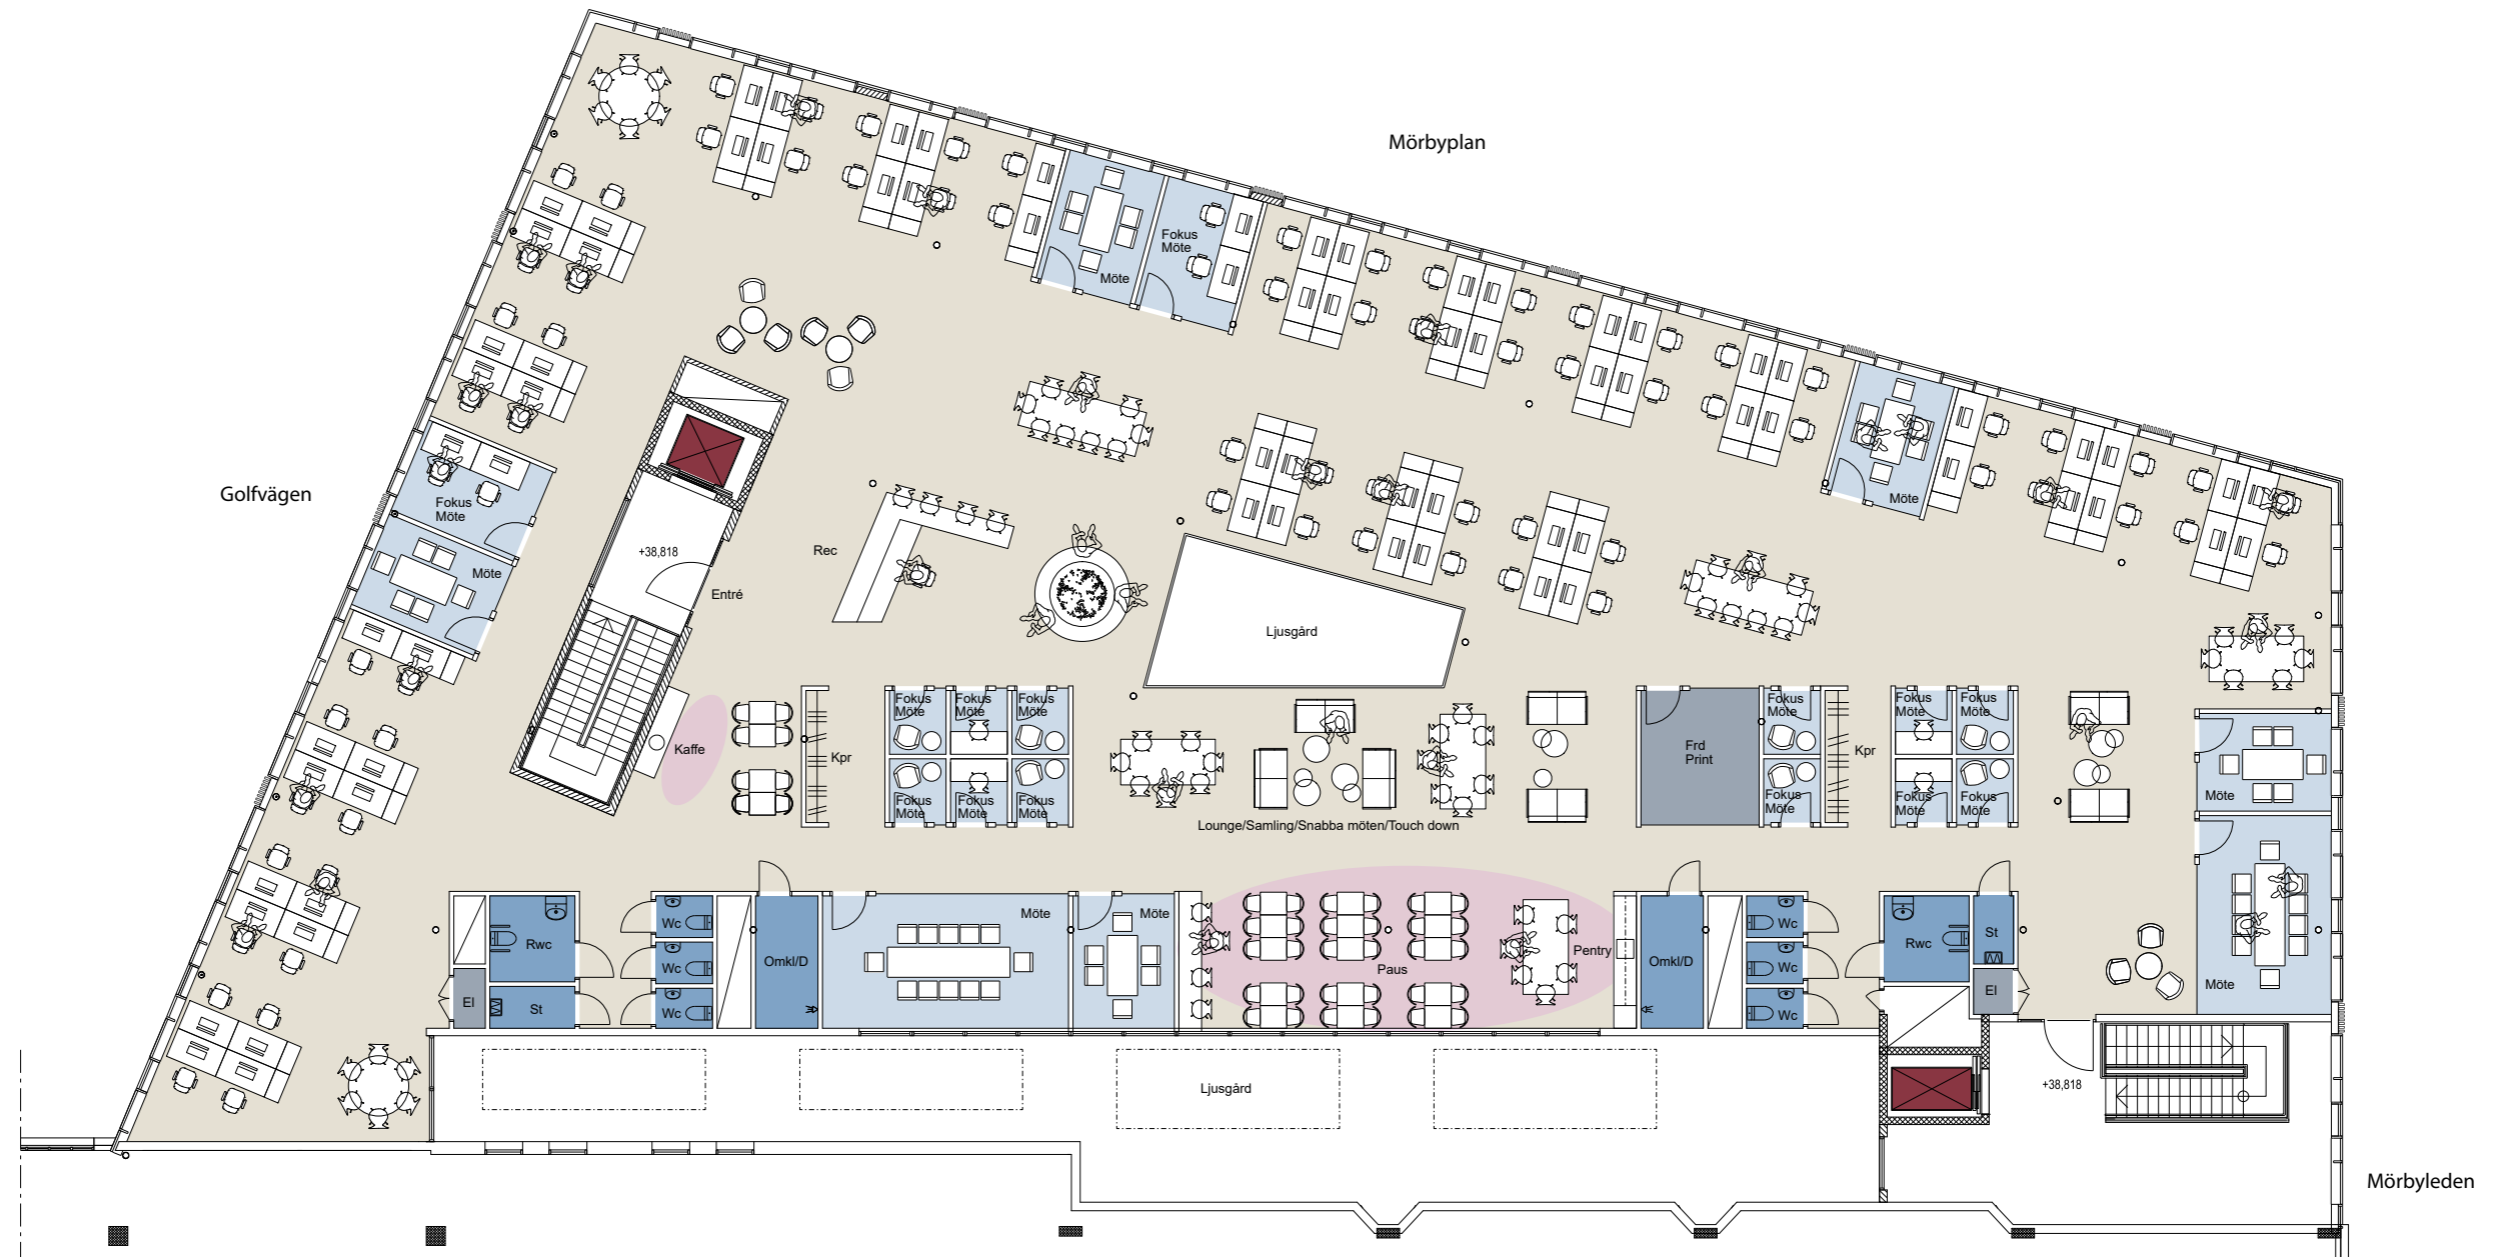 Mörbyplan
Fokus
Möte
Möte
Golfvägen
Fokus
Möte
Möte
Möte
+38,818
Rec
Entré
Ljusgård
Kaffe
Kpr
Fokus
Möte
Fokus
Möte
Fokus
Möte
Fokus
Möte
Fokus
Möte
Fokus
Möte
Frd
Print
Fokus
Möte
Fokus
Möte
Kpr
Fokus
Möte
Fokus
Möte
Fokus
Möte
Fokus
Möte
Möte
Lounge/Samling/Snabba möten/Touch down
Rwc
Wc
Wc
Wc
El
St
Omkl/D
Möte
Möte
Paus
Pentry
Omkl/D
Wc
Wc
Wc
Rwc
St
El
Möte
Ljusgård
+38,818
Mörbyleden